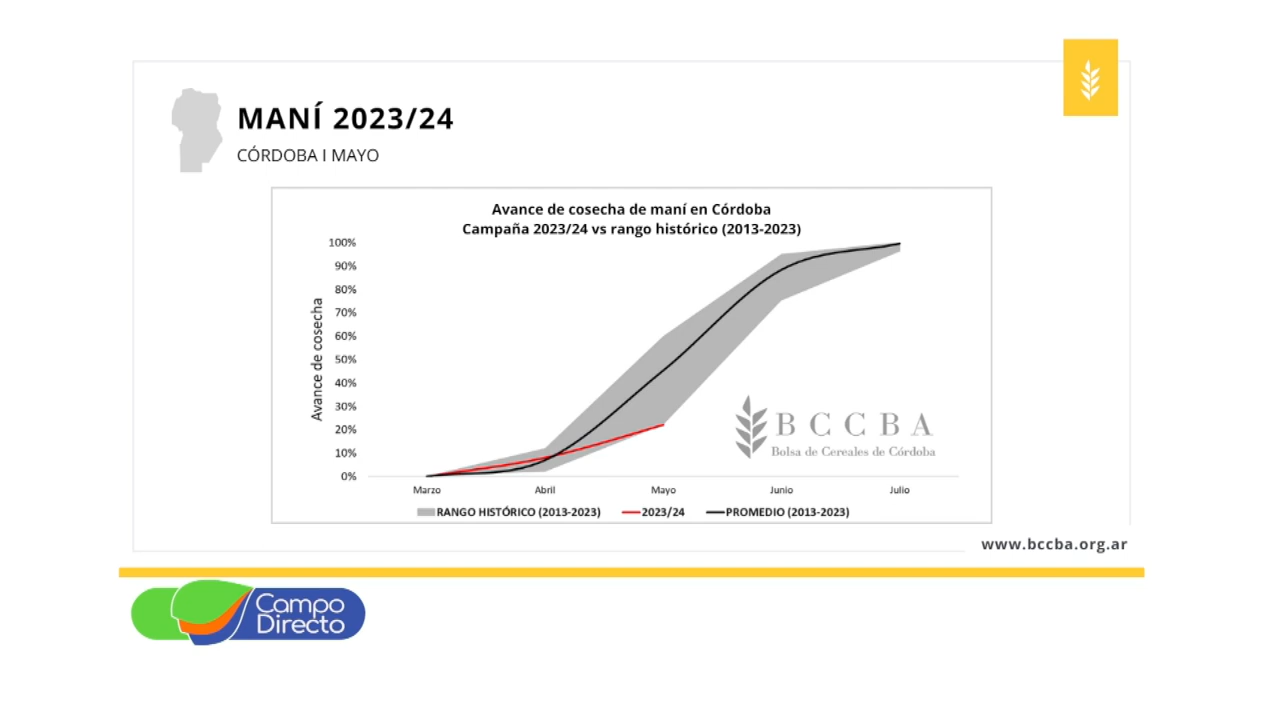 MANÍ 2023/24
CÓRDOBA I MAYO
Avance de cosecha de maní en Córdoba
Campaña 2023/24 vs rango histórico (2013-2023)
Avance de cosecha
100%
90%
80%
70%
60%
50%
40%
30%
20%
10%
0%
BCCBA
Bolsa de Cereales de Córdoba
Marzo Abril Mayo Junio Julio
RANGO HISTÓRICO (2013-2023) 2023/24 PROMEDIO (2013-2023)
www.bccba.org.ar
Campo
Directo